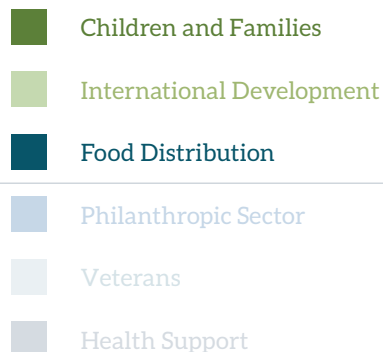 Children and Families
International Development
Food Distribution
Philanthropic Sector
Veterans
Health Support